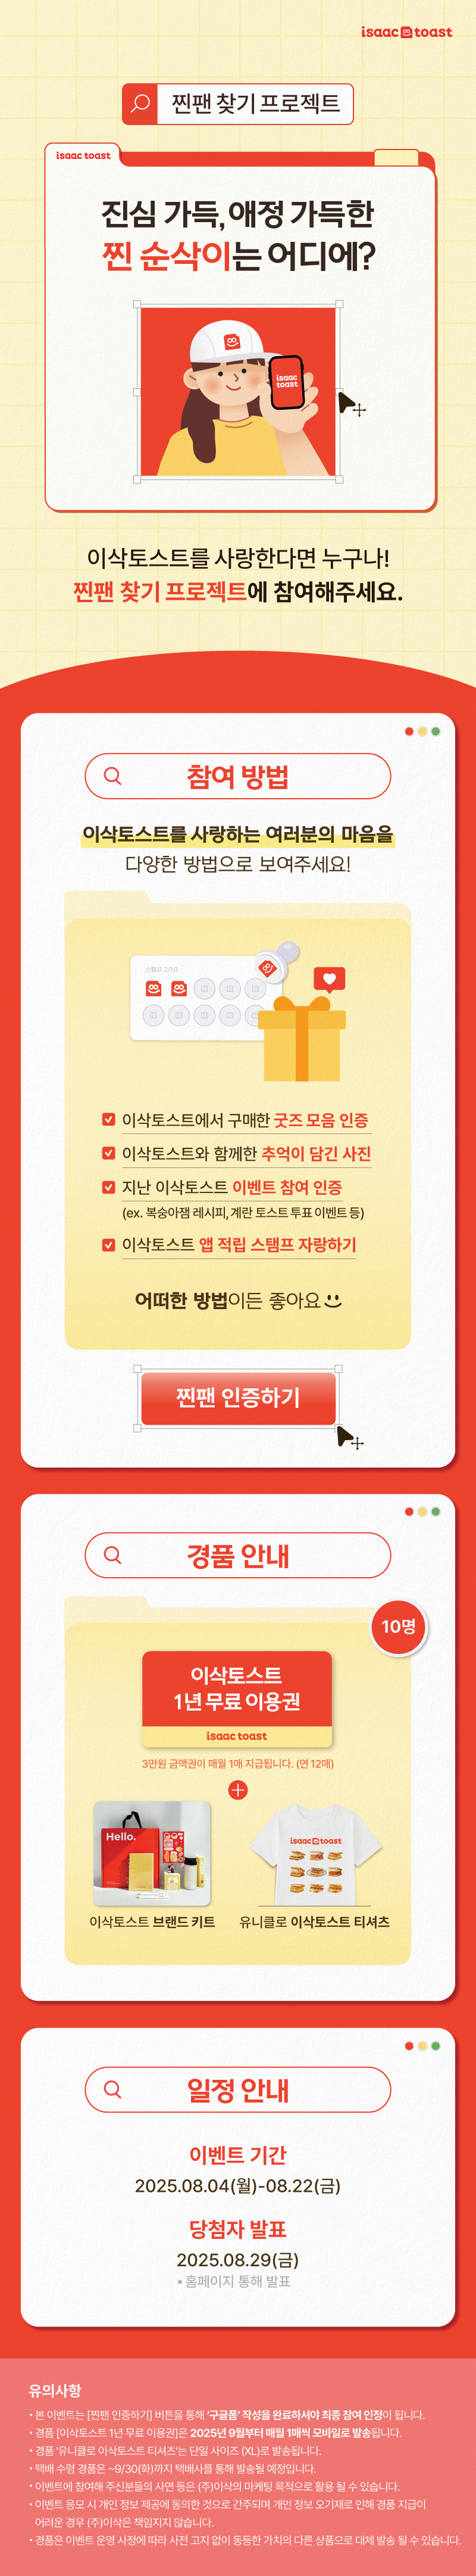 isaac toast
찐팬 찾기 프로젝트
isaac toast
진심 가득, 애정 가득한
찐 순삭이는 어디에?
isaac
toast
이삭토스트를 사랑한다면 누구나!
찐팬 찾기 프로젝트에 참여해주세요.
참여 방법
이삭토스트를 사랑하는 여러분의 마음을
다양한 방법으로 보여주세요!
스탬프 2/10
이삭토스트에서 구매한 굿즈 모음 인증
이삭토스트와 함께한 추억이 담긴 사진
지난 이삭토스트 이벤트 참여 인증
(ex. 복숭아잼 레시피, 계란 토스트 투표 이벤트 등)
이삭토스트 앱 적립 스탬프 자랑하기
어떠한 방법이든 좋아요
찐팬 인증하기
경품 안내
10명
이삭토스트
1년 무료 이용권
isaac toast
3만원 금액권이 매월 1매 지급됩니다. (연 12매)
Hello.
isaac toast
이삭토스트 브랜드 키트
유니클로 이삭토스트 티셔츠
일정 안내
이벤트 기간
2025.08.04(월)-08.22(금)
당첨자 발표
2025.08.29(금)
• 홈페이지 통해 발표
유의사항
• 본 이벤트는 [찐팬 인증하기] 버튼을 통해 '구글폼' 작성을 완료하셔야 최종 참여 인정이 됩니다.
• 경품 [이삭토스트 1년 무료 이용권]은 2025년 9월부터 매월 1매씩 모바일로 발송됩니다.
• 경품 '유니클로 이삭토스트 티셔츠'는 단일 사이즈 (XL)로 발송됩니다.
• 택배 수령 경품은 ~9/30(화)까지 택배사를 통해 발송될 예정입니다.
• 이벤트에 참여해 주신분들의 사연 등은 (주)이삭의 마케팅 목적으로 활용 될 수 있습니다.
• 이벤트 응모 시 개인 정보 제공에 동의한 것으로 간주되며 개인 정보 오기재로 인해 경품 지급이
어려운 경우 (주)이삭은 책임지지 않습니다.
• 경품은 이벤트 운영 사정에 따라 사전 고지 없이 동등한 가치의 다른 상품으로 대체 발송 될 수 있습니다.